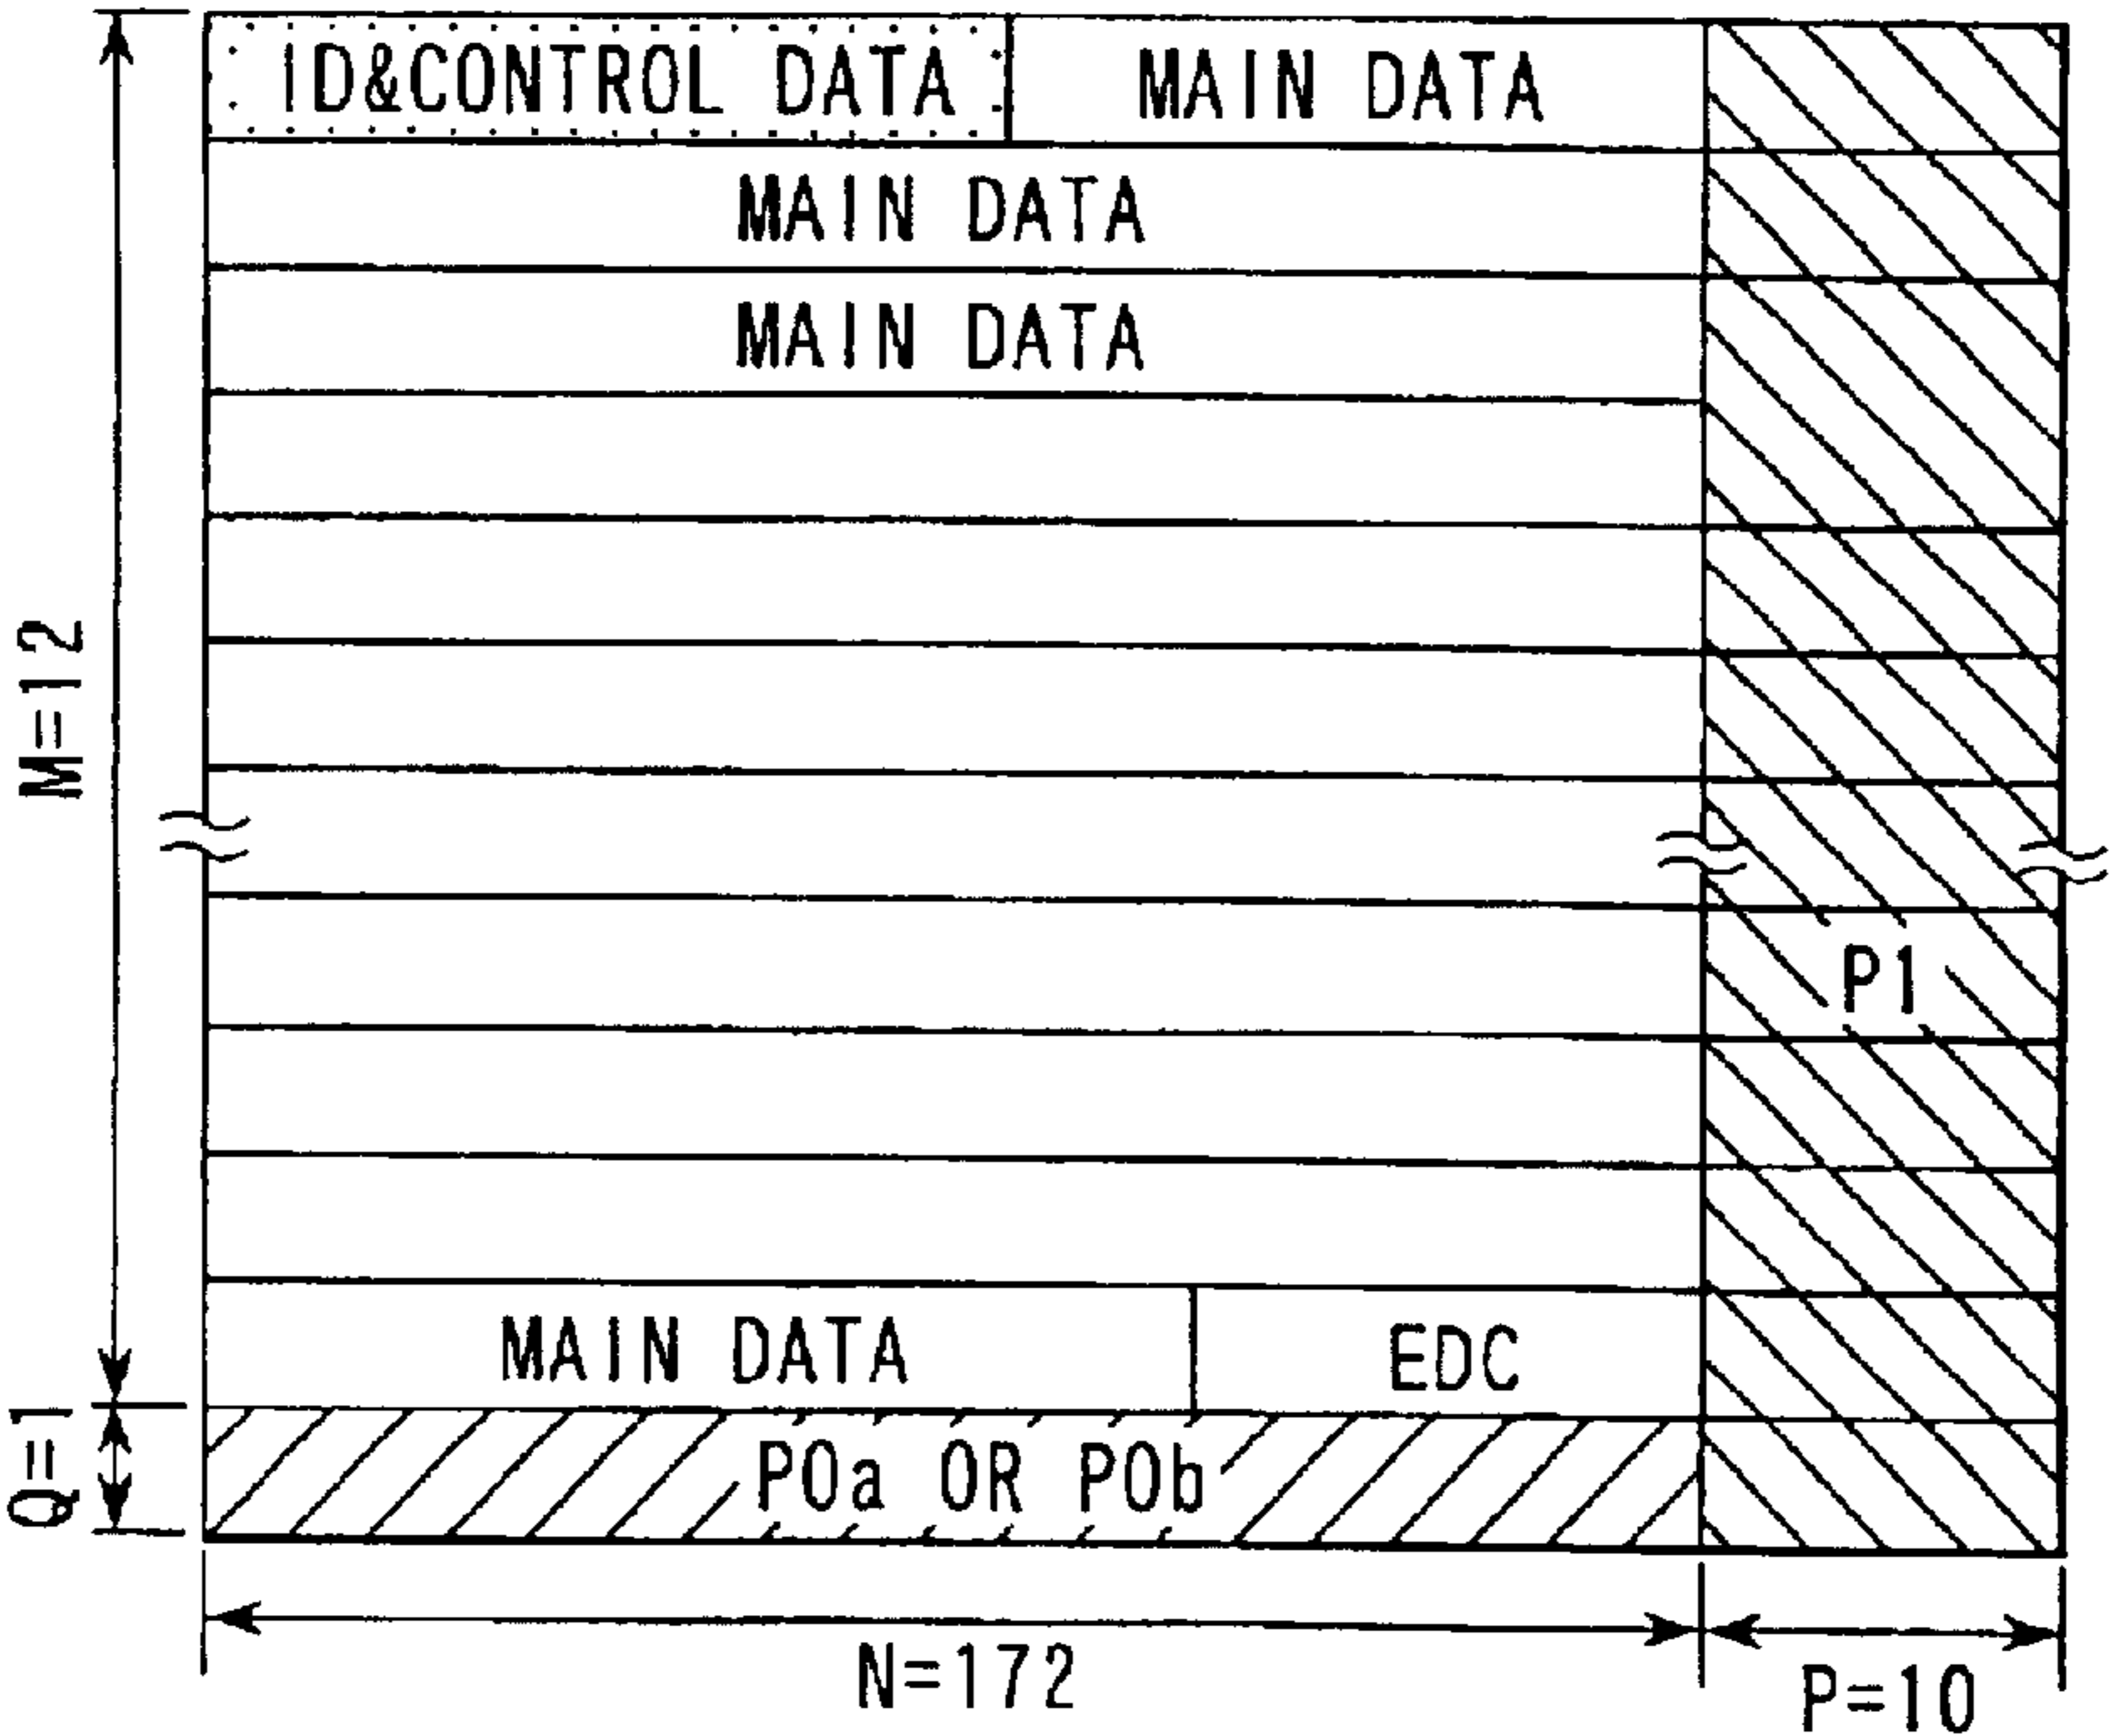 ID&CONTROL DATA MAIN DATA
MAIN DATA
MAIN DATA
M=12
PI
MAIN DATA EDC
Q=1
POa OR POb
N=172
P=10